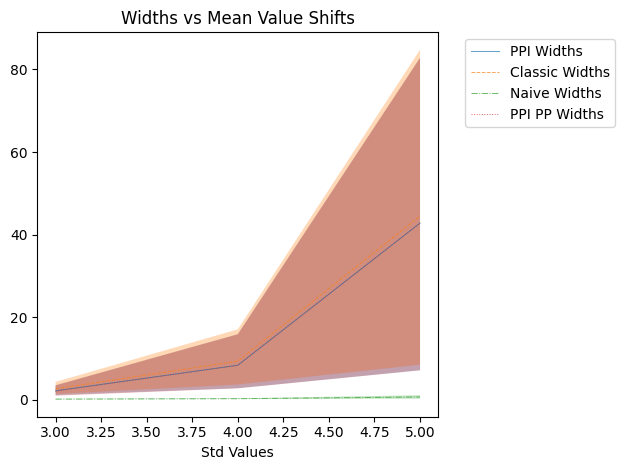 Widths vs Mean Value Shifts
80
60
40
20
0
3.00 3.25 3.50 3.75 4.00 4.25 4.50 4.75 5.00
Std Values
PPI Widths
Classic Widths
Naive Widths
PPI PP Widths